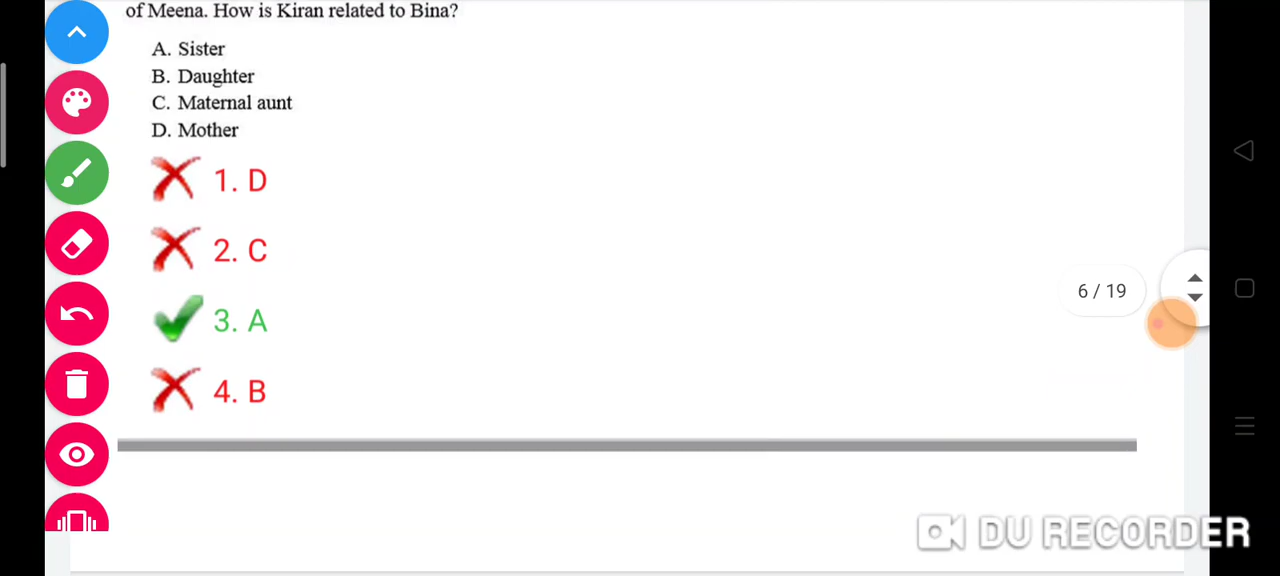 of Meena. How is Kiran related to Bina?
A. Sister
B. Daughter
C. Maternal aunt
D. Mother
1. D
2. C
3. A
4. B
6 / 19
DU RECORDER